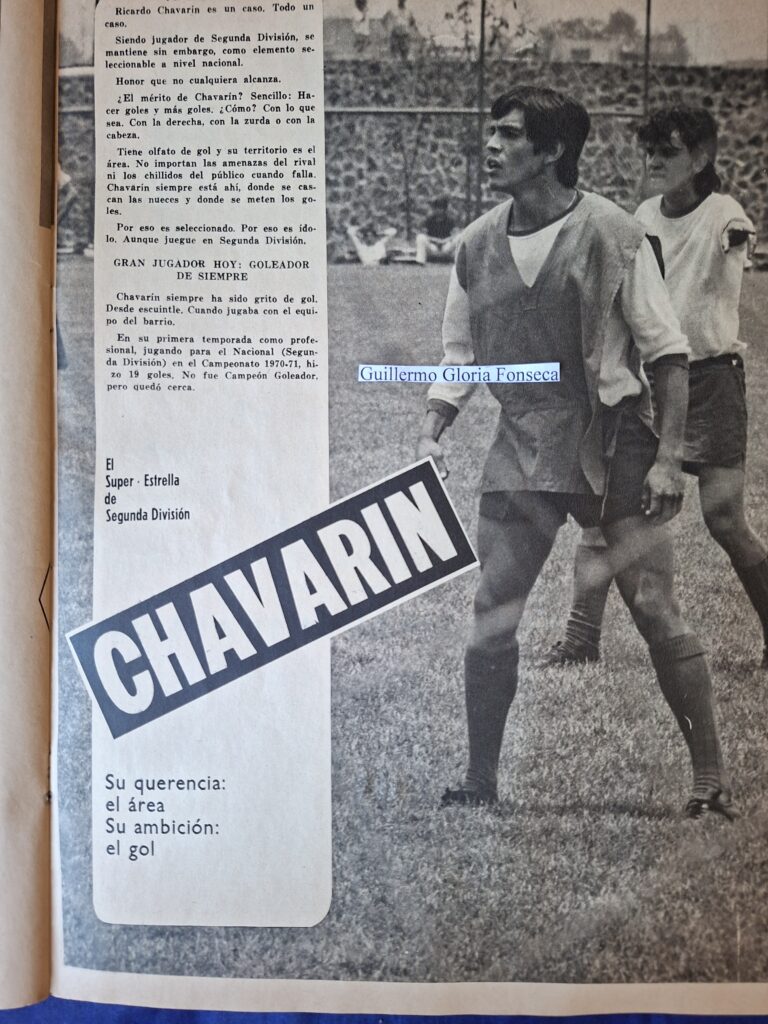 Ricardo Chavarin es un caso. Todo un
caso.
Siendo jugador de Segunda División, se
mantiene sin embargo, como elemento se-
leccionable a nivel nacional.
Honor que no cualquiera alcanza.
¿El mérito de Chavarín? Sencillo: Ha-
cer goles y más goles. ¿Cómo? Con lo que
sea. Con la derecha, con la zurda o con la
cabeza.
Tiene olfato de gol y su territorio es el
área. No importan las amenazas del rival
ni los chillidos del público cuando falla.
Chavarín siempre está ahí, donde se cas-
can las nueces y donde se meten los go-
les.
Por eso es seleccionado. Por eso es ído-
lo. Aunque juegue en Segunda División.
GRAN JUGADOR HOY: GOLEADOR
DE SIEMPRE
Chavarín siempre ha sido grito de gol.
Desde escuintle. Cuando jugaba con el equi-
po del barrio.
En su primera temporada como profe-
sional, jugando para el Nacional (Segun-
da División) en el Campeonato 1970-71, hi-
zo 19 goles. No fue Campeón Goleador,
pero quedó cerca.
Guillermo Gloria Fonseca
El
Super - Estrella
de
Segunda División
CHAVARIN
Su querencia:
el área
Su ambición:
el gol